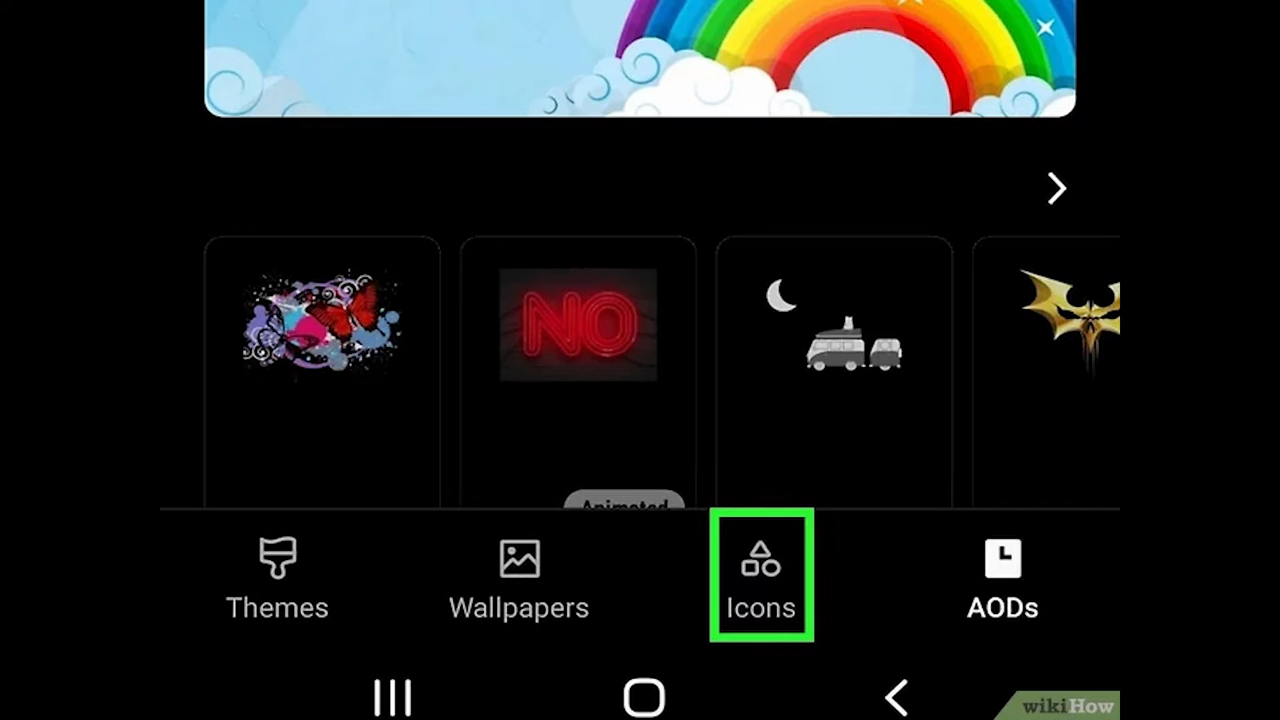 NO
Animated
Themes
Wallpapers
Icons
AODs
wikiHow